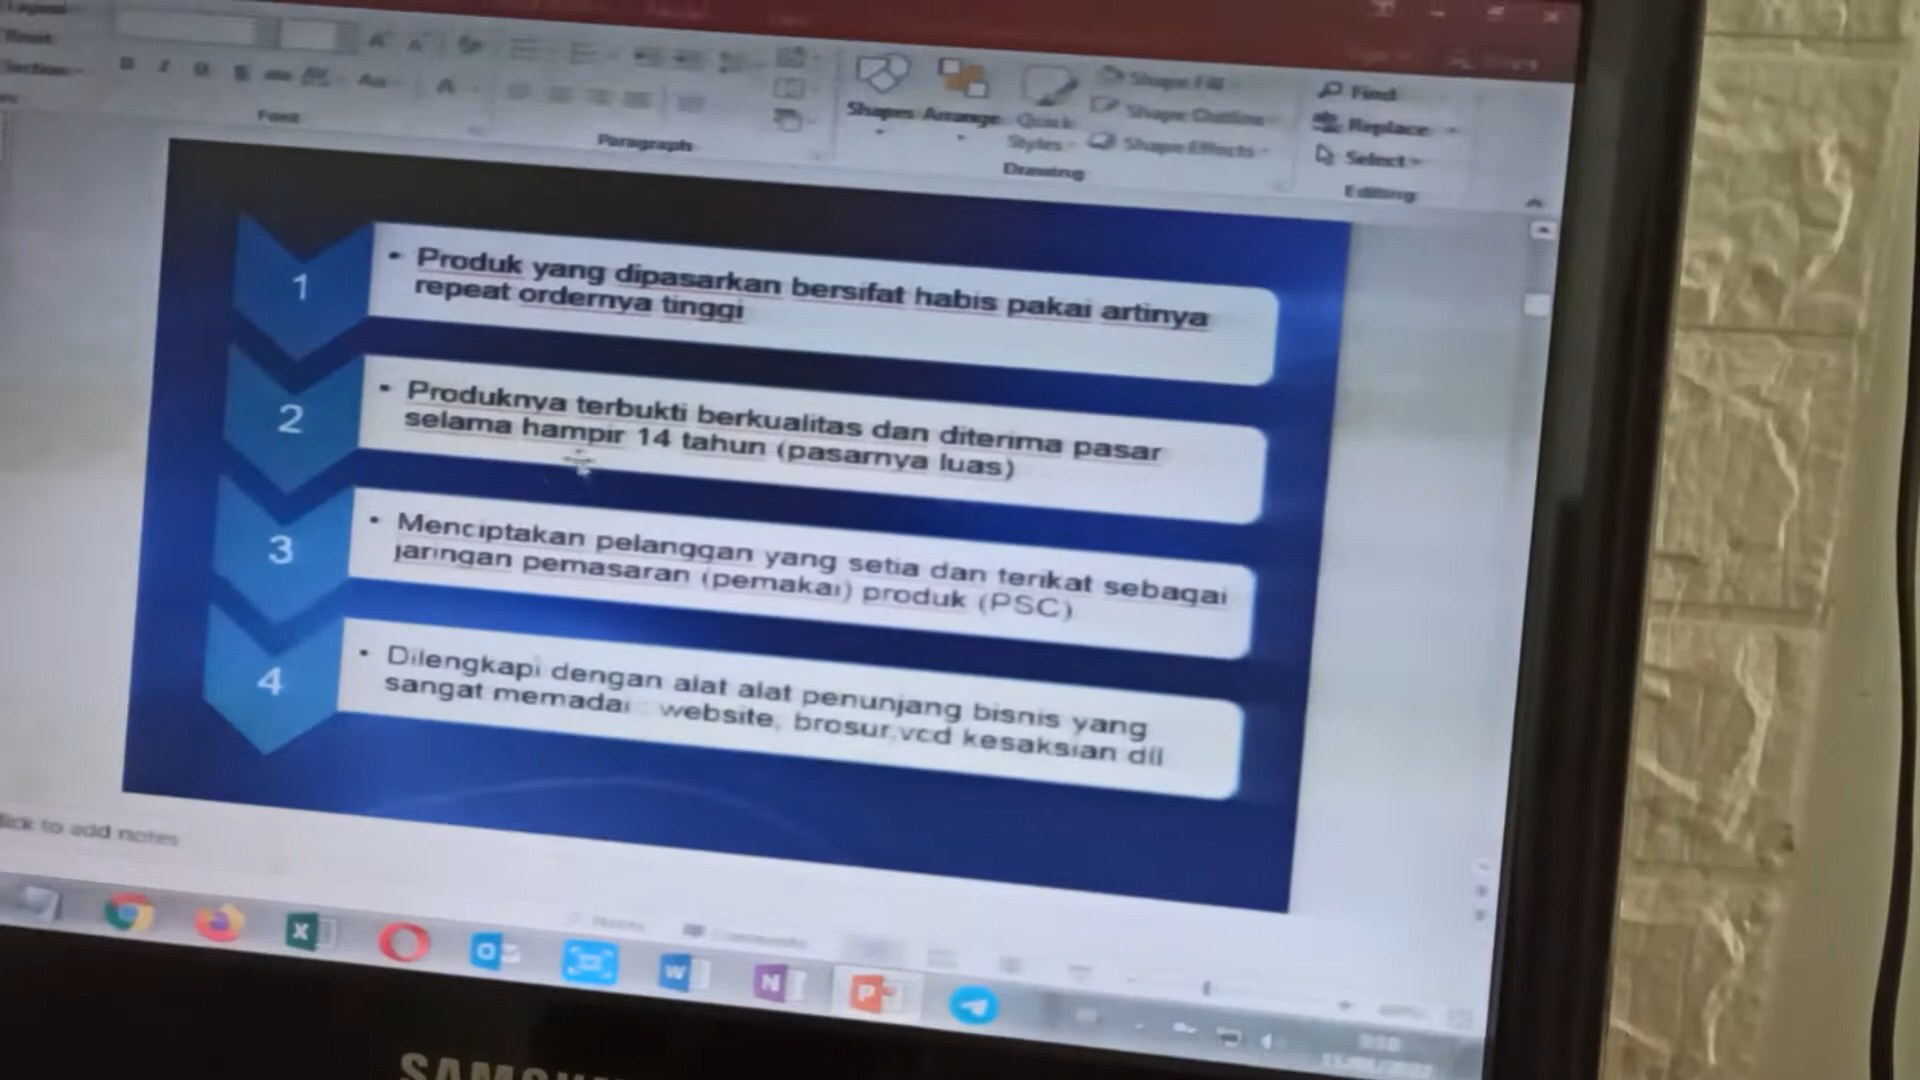 Font
Paragraph
Shapes
Arrange
Quick
Styles
Shape Fill
Shape Outline
Shape Effects
Drawing
Find
Replace
Select
Editing
1
• Produk yang dipasarkan bersifat habis pakai artinya
repeat ordernya tinggi
2
• Produknya terbukti berkualitas dan diterima pasar
selama hampir 14 tahun (pasarnya luas)
3
• Menciptakan pelanggan yang setia dan terikat sebagai
jaringan pemasaran (pemakai) produk (PSC)
4
• Dilengkapi dengan alat alat penunjang bisnis yang
sangat memadai : website, brosur,vcd kesaksian dll
to add notes
Notes
Comments